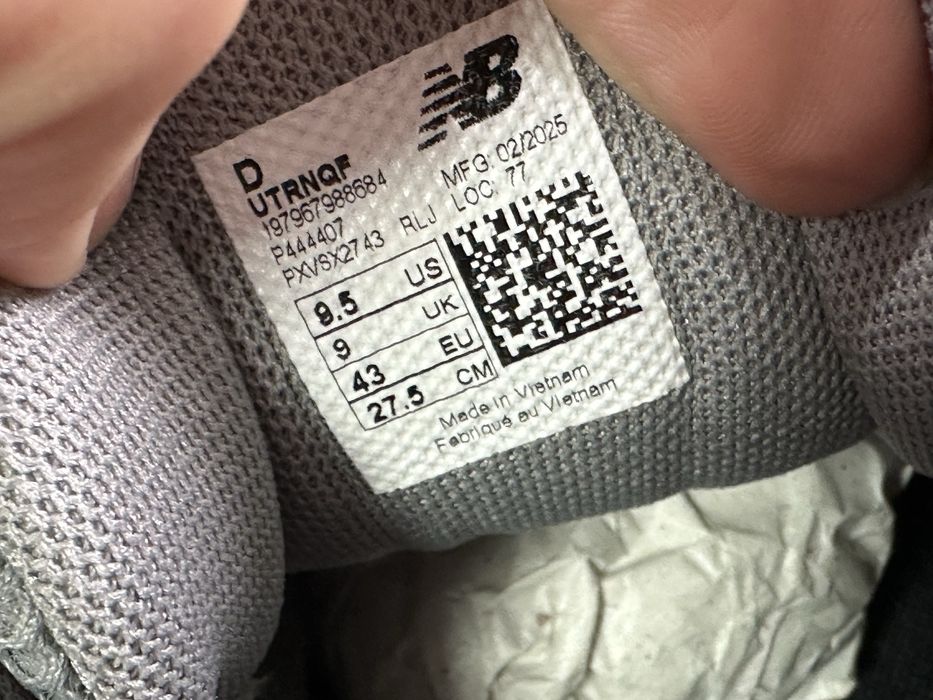 NB
D
UTRNQF
197967988684
P444407
PXVSX2743 RLJ
MFG: 02/2025
LOC: 77
9.5 US
9 UK
43 EU
27.5 CM
Made in Vietnam
Fabriqué au Vietnam